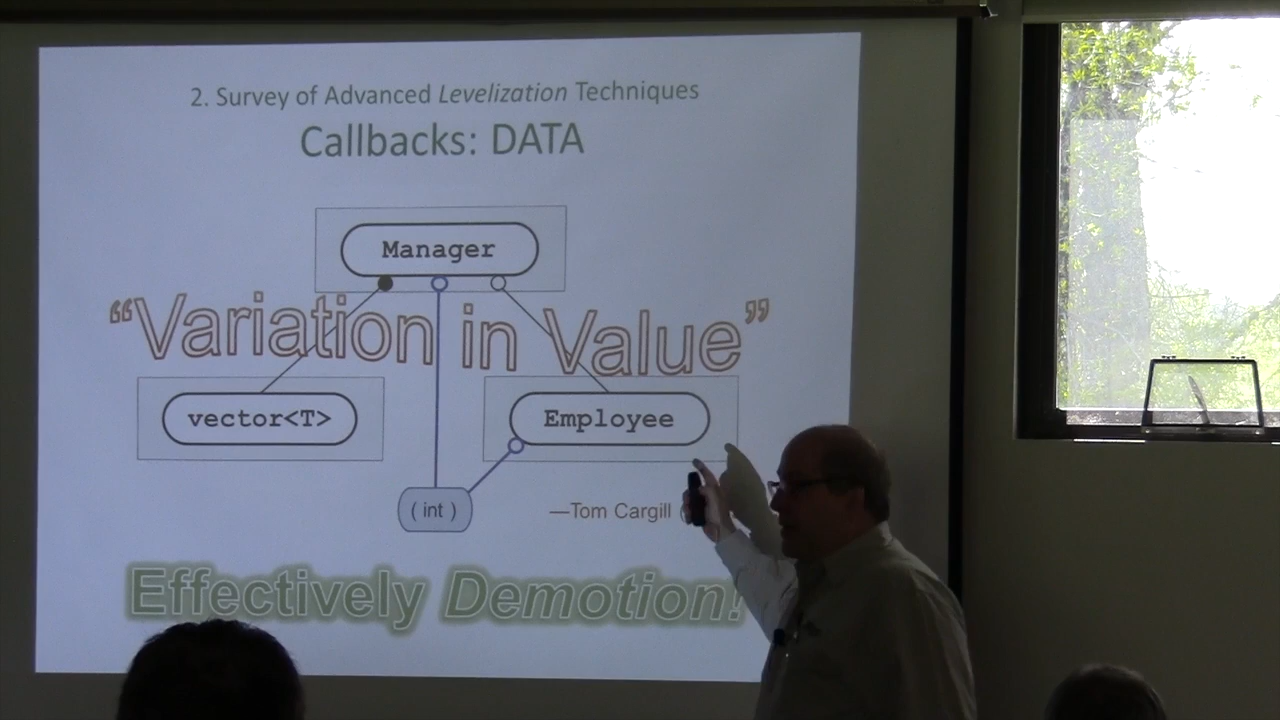 2. Survey of Advanced Levelization Techniques
Callbacks: DATA
Manager
“Variation in Value”
vector<T>
Employee
( int )
—Tom Cargill
Effectively Demotion!